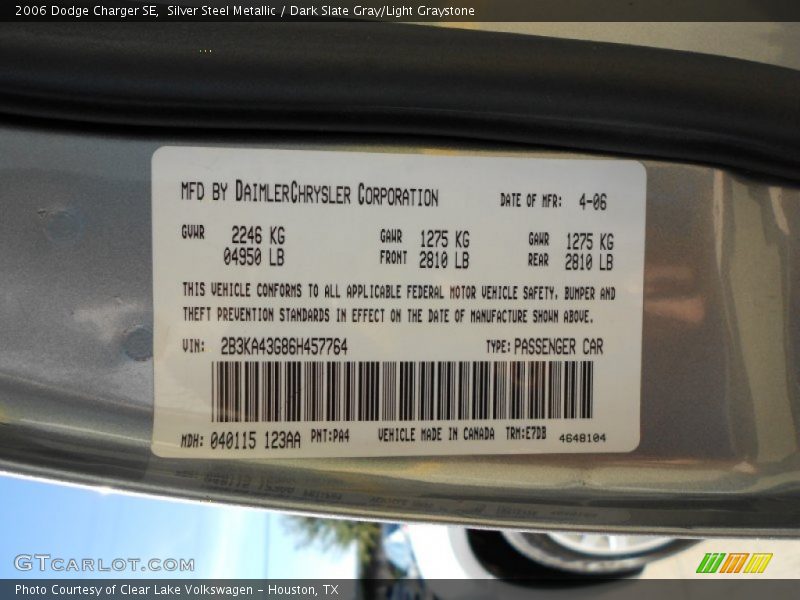 2006 Dodge Charger SE,  Silver Steel Metallic / Dark Slate Gray/Light Graystone
MFD BY DAIMLERCHRYSLER CORPORATION DATE OF MFR: 4-06
GVWR 2246 KG GAWR 1275 KG GAWR 1275 KG
04950 LB FRONT 2810 LB REAR 2810 LB
THIS VEHICLE CONFORMS TO ALL APPLICABLE FEDERAL MOTOR VEHICLE SAFETY, BUMPER AND
THEFT PREVENTION STANDARDS IN EFFECT ON THE DATE OF MANUFACTURE SHOWN ABOVE.
VIN: 2B3KA43G86H457764 TYPE: PASSENGER CAR
MDH: 040115 123AA PNT:PA4 VEHICLE MADE IN CANADA TRM:E7DB 4648104
GTCARLOT.COM
Photo Courtesy of Clear Lake Volkswagen - Houston, TX